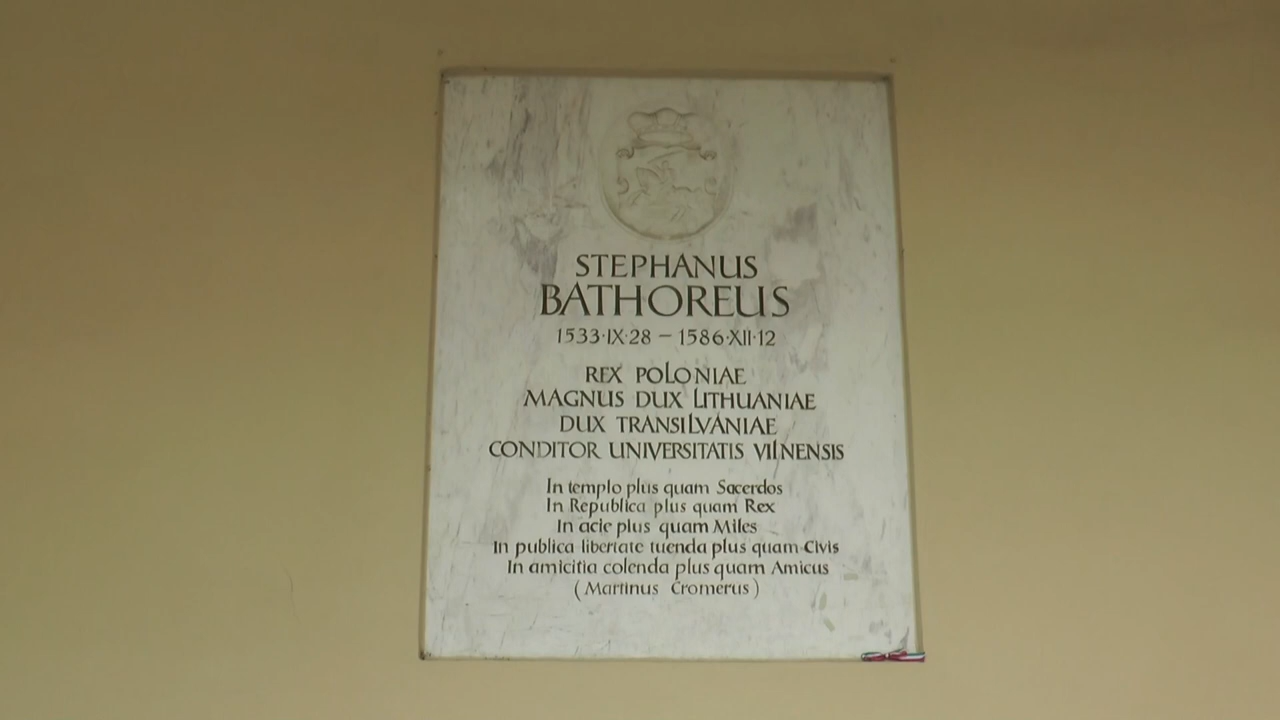 STEPHANUS
BATHOREUS
1533·IX·28 – 1586·XII·12
REX POLONIAE
MAGNUS DUX LITHUANIAE
DUX TRANSILVANIAE
CONDITOR UNIVERSITATIS VILNENSIS
In templo plus quam Sacerdos
In Republica plus quam Rex
In acie plus quam Miles
In publica libertate tuenda plus quam Civis
In amicitia colenda plus quam Amicus
(Martinus Cromerus)